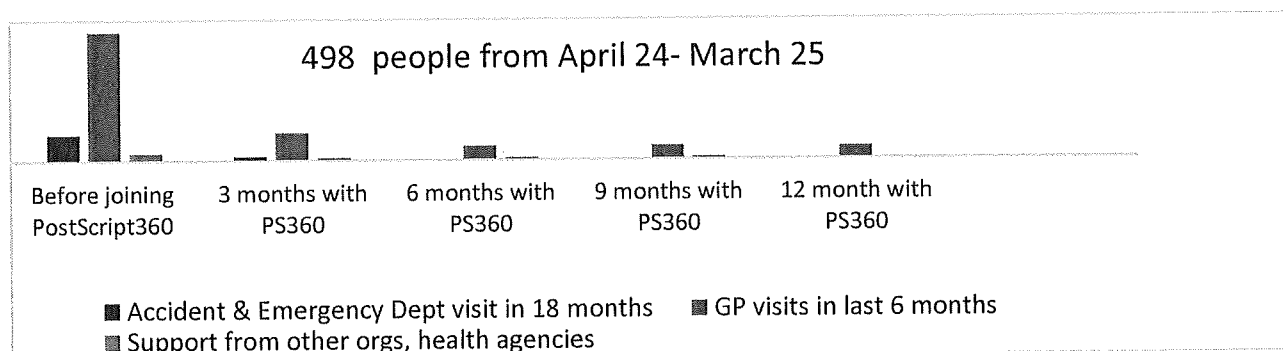 498 people from April 24- March 25
Before joining
PostScript360
3 months with
PS360
6 months with
PS360
9 months with
PS360
12 month with
PS360
Accident & Emergency Dept visit in 18 months
GP visits in last 6 months
Support from other orgs, health agencies